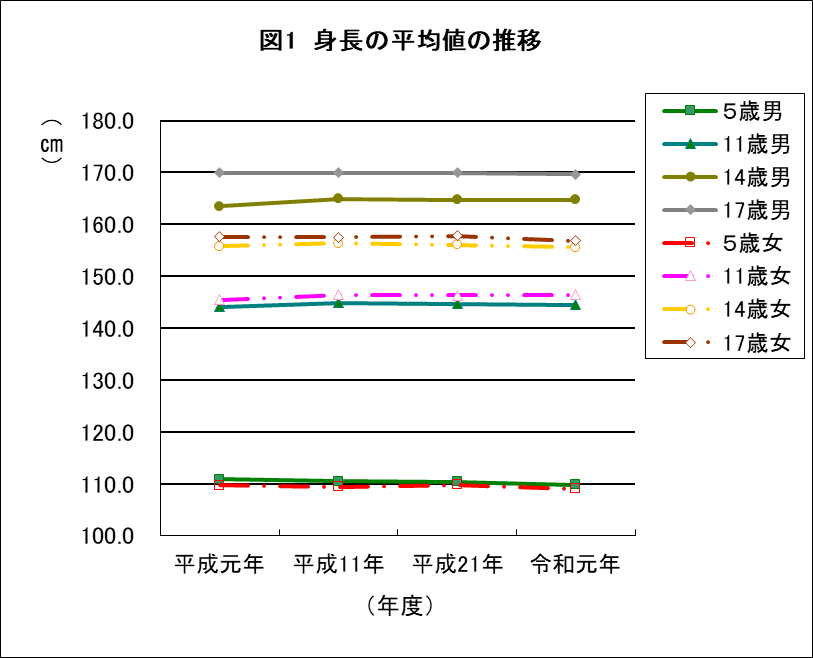 図1 身長の平均値の推移
(cm)
180.0
170.0
160.0
150.0
140.0
130.0
120.0
110.0
100.0
平成元年 平成11年 平成21年 令和元年
(年度)
5歳男
11歳男
14歳男
17歳男
5歳女
11歳女
14歳女
17歳女